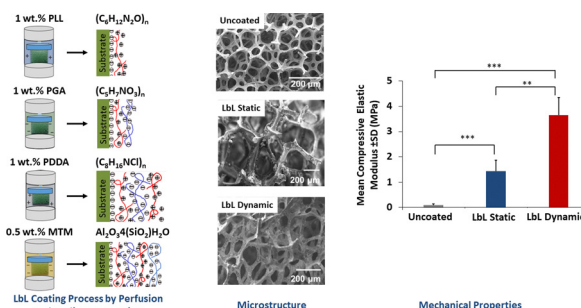 1 wt.% PLL
(C₆H₁₂N₂O)n
Substrate
1 wt.% PGA
(C₅H₇NO₃)n
Substrate
1 wt.% PDDA
(C₈H₁₆NCl)n
Substrate
0.5 wt.% MTM
Al₂O₃4(SiO₂)H₂O
Substrate
LbL Coating Process by Perfusion
Uncoated
200 µm
LbL Static
200 µm
LbL Dynamic
200 µm
Microstructure
Mean Compressive Elastic
Modulus ±SD (MPa)
5
4
3
2
1
0
***
**
***
Uncoated
LbL Static
LbL Dynamic
Mechanical Properties